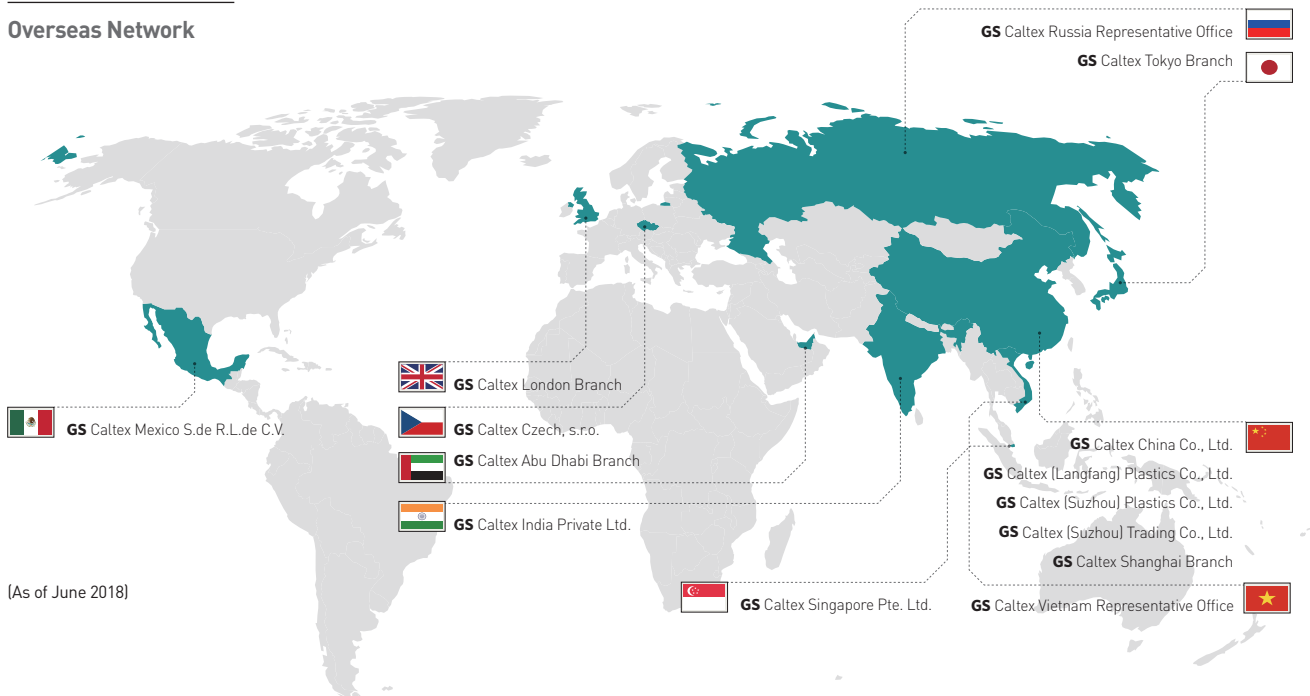 Overseas Network
GS Caltex Russia Representative Office
GS Caltex Tokyo Branch
GS Caltex London Branch
GS Caltex Mexico S.de R.L.de C.V.
GS Caltex Czech, s.r.o.
GS Caltex Abu Dhabi Branch
GS Caltex India Private Ltd.
GS Caltex China Co., Ltd.
GS Caltex (Langfang) Plastics Co., Ltd.
GS Caltex (Suzhou) Plastics Co., Ltd.
GS Caltex (Suzhou) Trading Co., Ltd.
GS Caltex Shanghai Branch
GS Caltex Singapore Pte. Ltd.
GS Caltex Vietnam Representative Office
(As of June 2018)